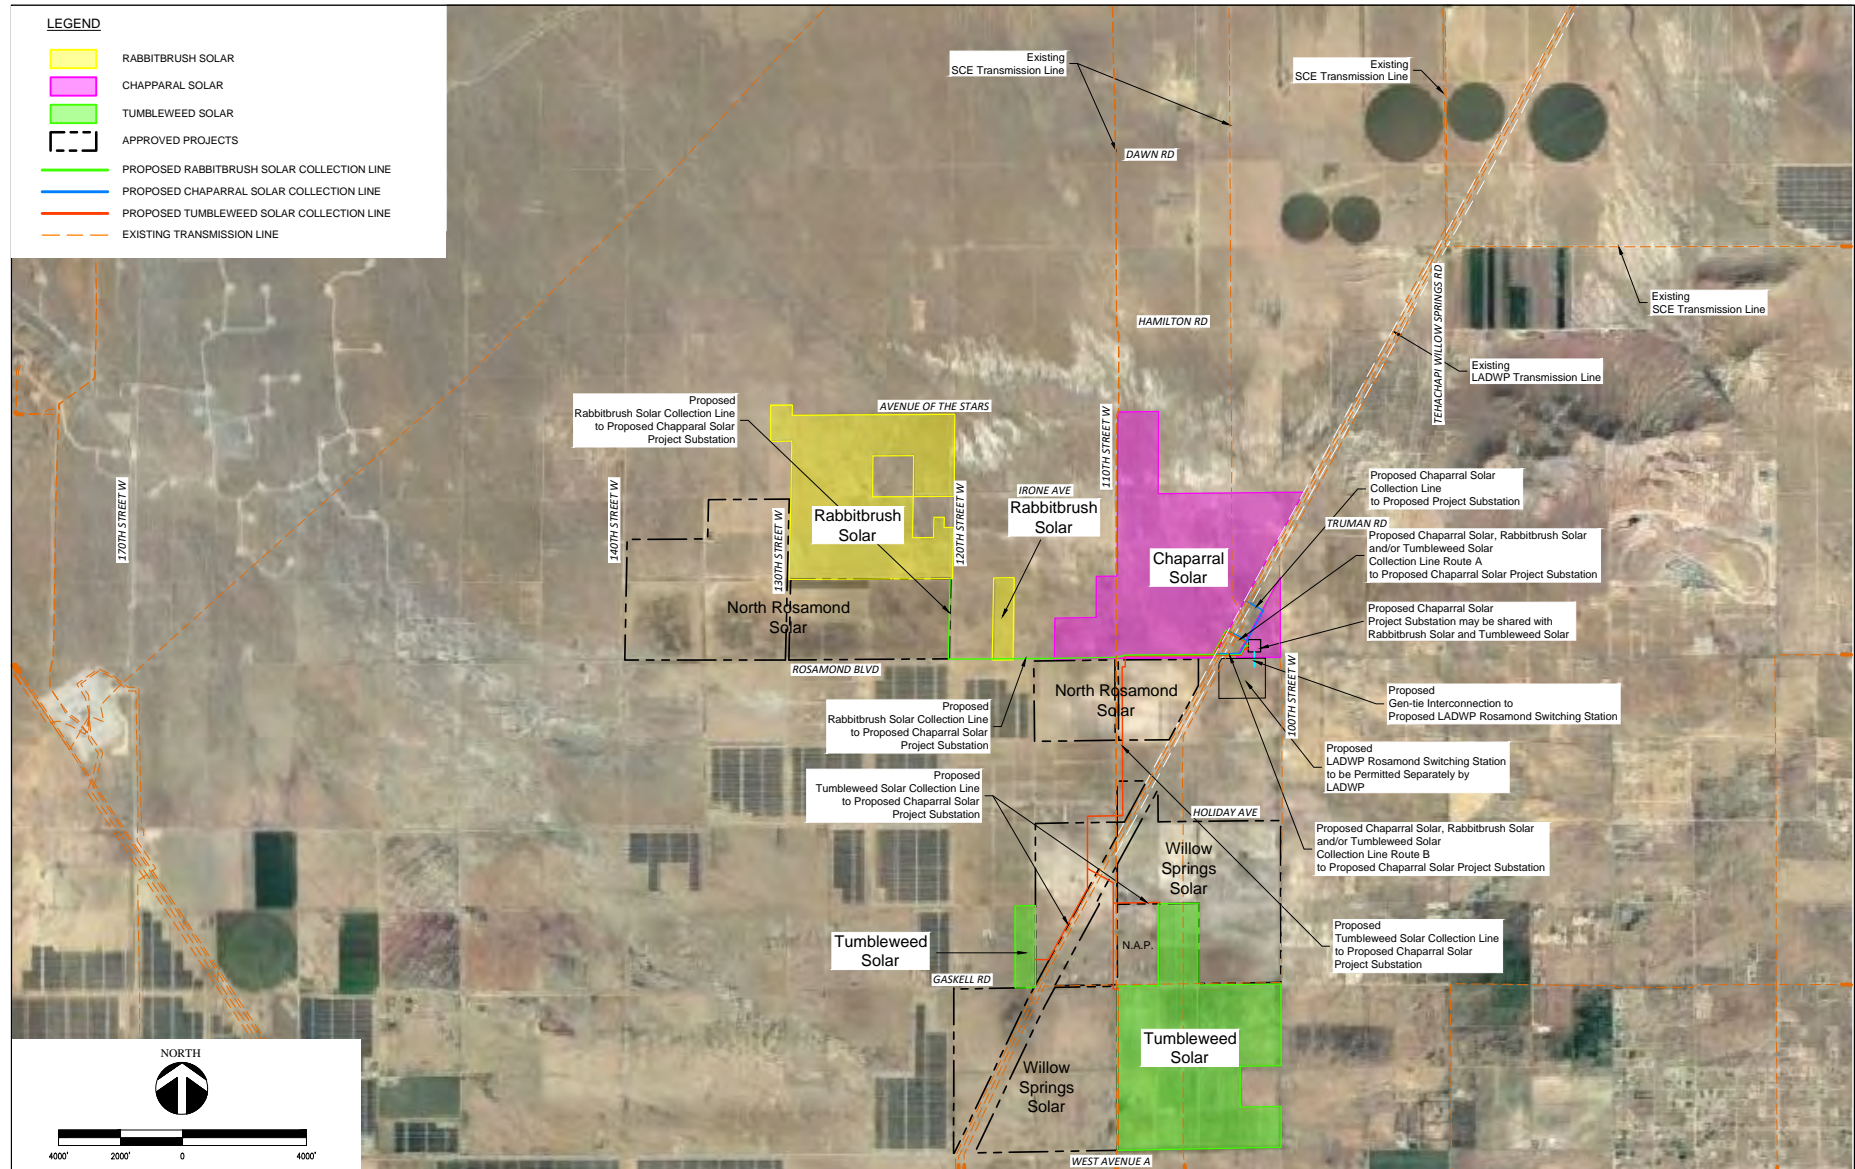 LEGEND
RABBITBRUSH SOLAR
CHAPPARAL SOLAR
TUMBLEWEED SOLAR
APPROVED PROJECTS
PROPOSED RABBITBRUSH SOLAR COLLECTION LINE
PROPOSED CHAPARRAL SOLAR COLLECTION LINE
PROPOSED TUMBLEWEED SOLAR COLLECTION LINE
EXISTING TRANSMISSION LINE
Existing
SCE Transmission Line
Existing
SCE Transmission Line
DAWN RD
TEHACHAPI WILLOW SPRINGS RD
Existing
SCE Transmission Line
HAMILTON RD
Existing
LADWP Transmission Line
Proposed
Rabbitbrush Solar Collection Line
to Proposed Chapparal Solar
Project Substation
AVENUE OF THE STARS
110TH STREET W
170TH STREET W
140TH STREET W
130TH STREET W
120TH STREET W
IRONE AVE
Rabbitbrush
Solar
Rabbitbrush
Solar
Proposed Chaparral Solar
Collection Line
to Proposed Project Substation
TRUMAN RD
Proposed Chaparral Solar, Rabbitbrush Solar
and/or Tumbleweed Solar
Collection Line Route A
to Proposed Chaparral Solar Project Substation
Chaparral
Solar
Proposed Chaparral Solar
Project Substation may be shared with
Rabbitbrush Solar and Tumbleweed Solar
North Rosamond
Solar
ROSAMOND BLVD
100TH STREET W
North Rosamond
Solar
Proposed
Gen-tie Interconnection to
Proposed LADWP Rosamond Switching Station
Proposed
Rabbitbrush Solar Collection Line
to Proposed Chaparral Solar
Project Substation
Proposed
LADWP Rosamond Switching Station
to be Permitted Separately by
LADWP
Proposed
Tumbleweed Solar Collection Line
to Proposed Chaparral Solar
Project Substation
HOLIDAY AVE
Proposed Chaparral Solar, Rabbitbrush Solar
and/or Tumbleweed Solar
Collection Line Route B
to Proposed Chaparral Solar Project Substation
Willow
Springs
Solar
Proposed
Tumbleweed Solar Collection Line
to Proposed Chaparral Solar
Project Substation
Tumbleweed
Solar
N.A.P.
GASKELL RD
Tumbleweed
Solar
Willow
Springs
Solar
WEST AVENUE A
NORTH
4000' 2000' 0 4000'